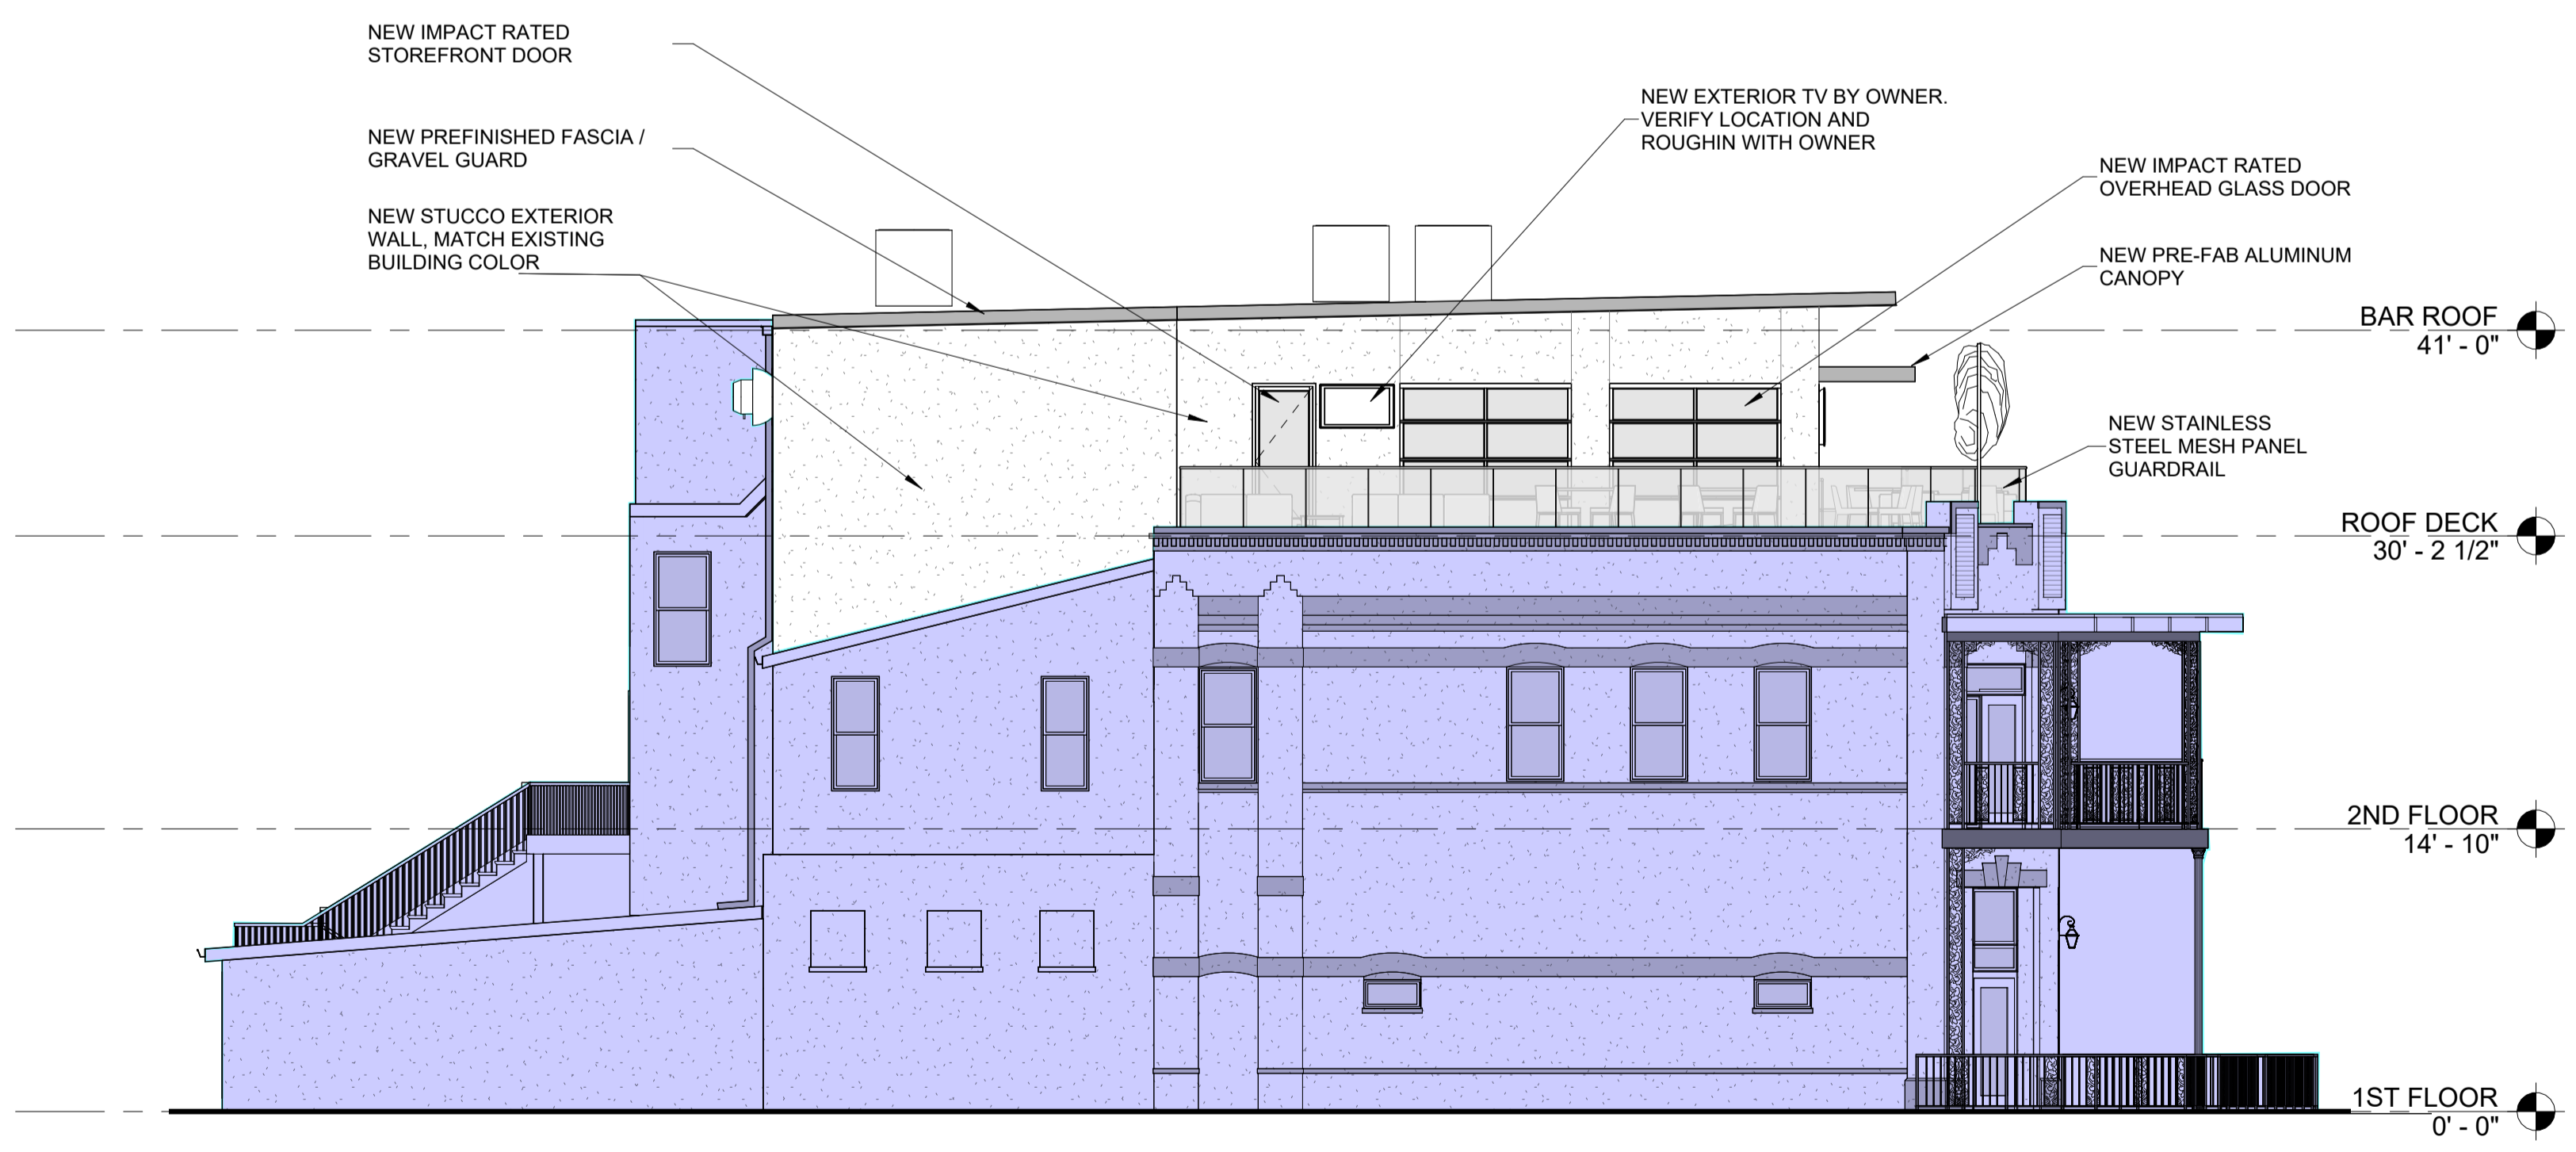 NEW IMPACT RATED
STOREFRONT DOOR
NEW PREFINISHED FASCIA /
GRAVEL GUARD
NEW STUCCO EXTERIOR
WALL, MATCH EXISTING
BUILDING COLOR
NEW EXTERIOR TV BY OWNER.
VERIFY LOCATION AND
ROUGHIN WITH OWNER
NEW IMPACT RATED
OVERHEAD GLASS DOOR
NEW PRE-FAB ALUMINUM
CANOPY
BAR ROOF
41' - 0"
NEW STAINLESS
STEEL MESH PANEL
GUARDRAIL
ROOF DECK
30' - 2 1/2"
2ND FLOOR
14' - 10"
1ST FLOOR
0' - 0"